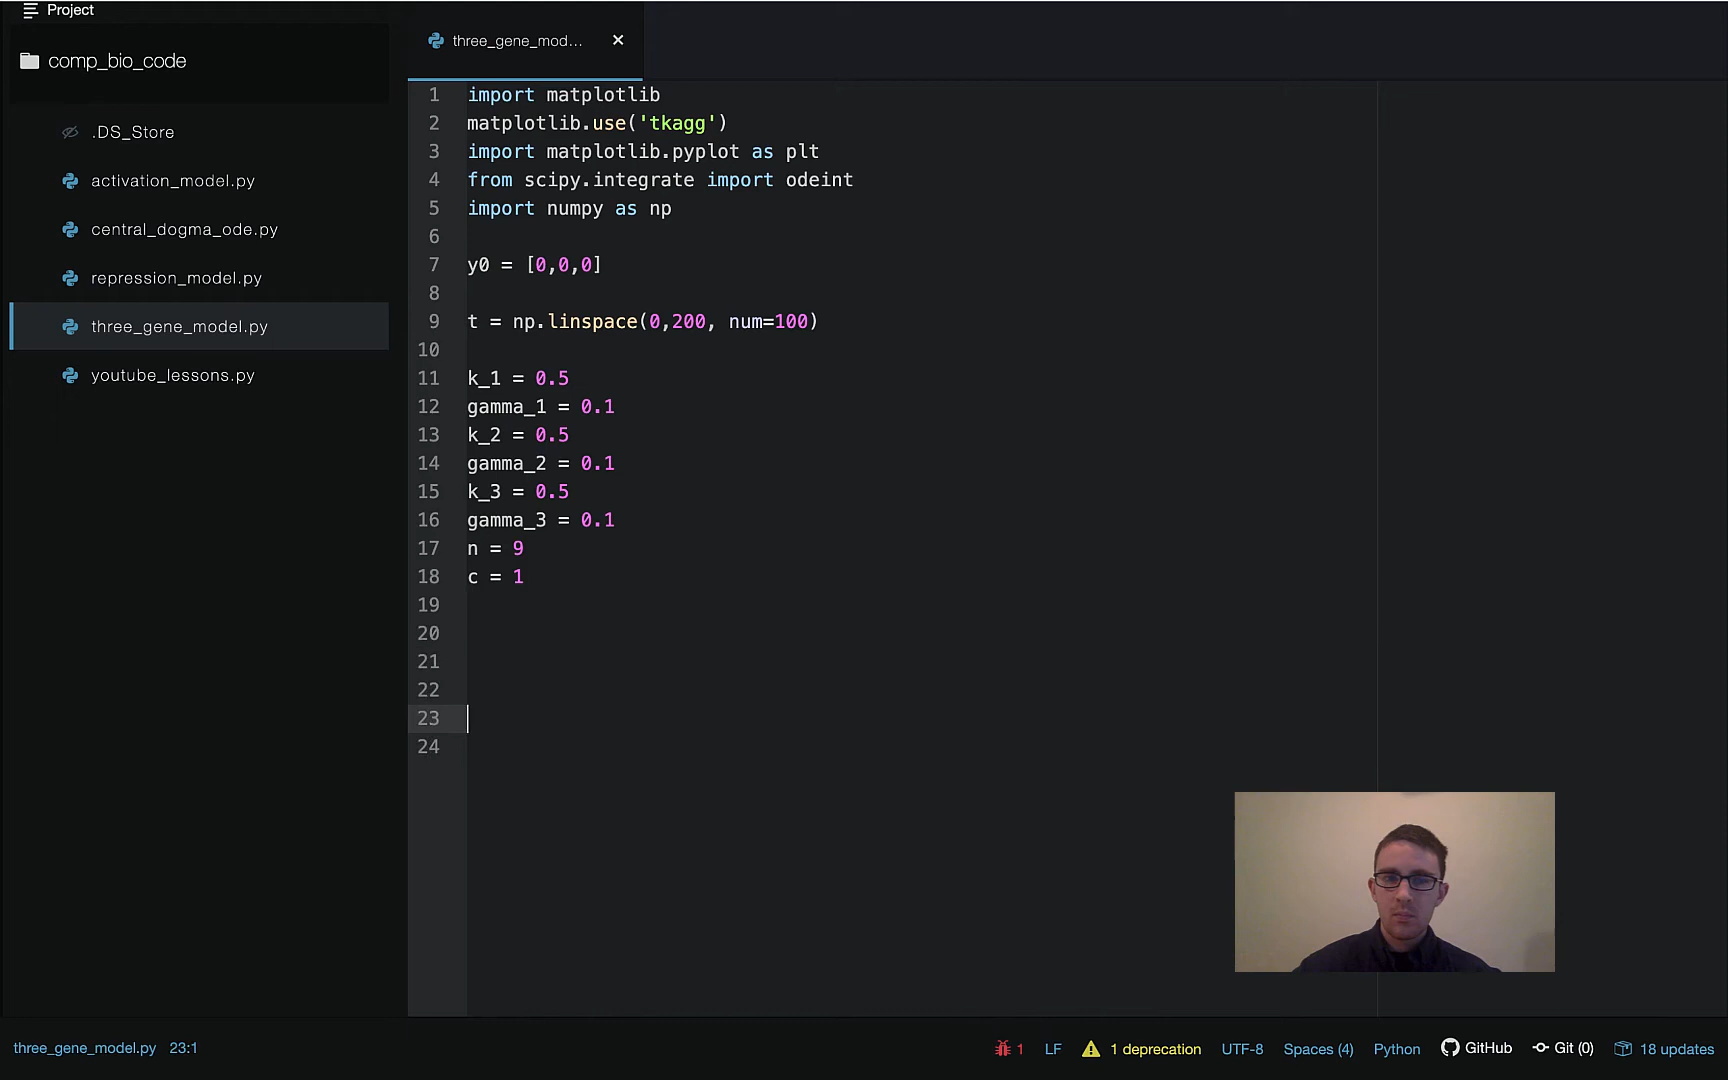 Project
comp_bio_code
.DS_Store
activation_model.py
central_dogma_ode.py
repression_model.py
three_gene_model.py
youtube_lessons.py
three_gene_mod...
1 import matplotlib
2 matplotlib.use('tkagg')
3 import matplotlib.pyplot as plt
4 from scipy.integrate import odeint
5 import numpy as np
6
7 y0 = [0,0,0]
8
9 t = np.linspace(0,200, num=100)
10
11 k_1 = 0.5
12 gamma_1 = 0.1
13 k_2 = 0.5
14 gamma_2 = 0.1
15 k_3 = 0.5
16 gamma_3 = 0.1
17 n = 9
18 c = 1
19
20
21
22
23
24
three_gene_model.py 23:1 1 LF 1 deprecation UTF-8 Spaces (4) Python GitHub Git (0) 18 updates